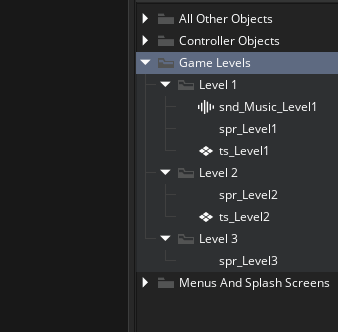 All Other Objects
Controller Objects
Game Levels
Level 1
snd_Music_Level1
spr_Level1
ts_Level1
Level 2
spr_Level2
ts_Level2
Level 3
spr_Level3
Menus And Splash Screens